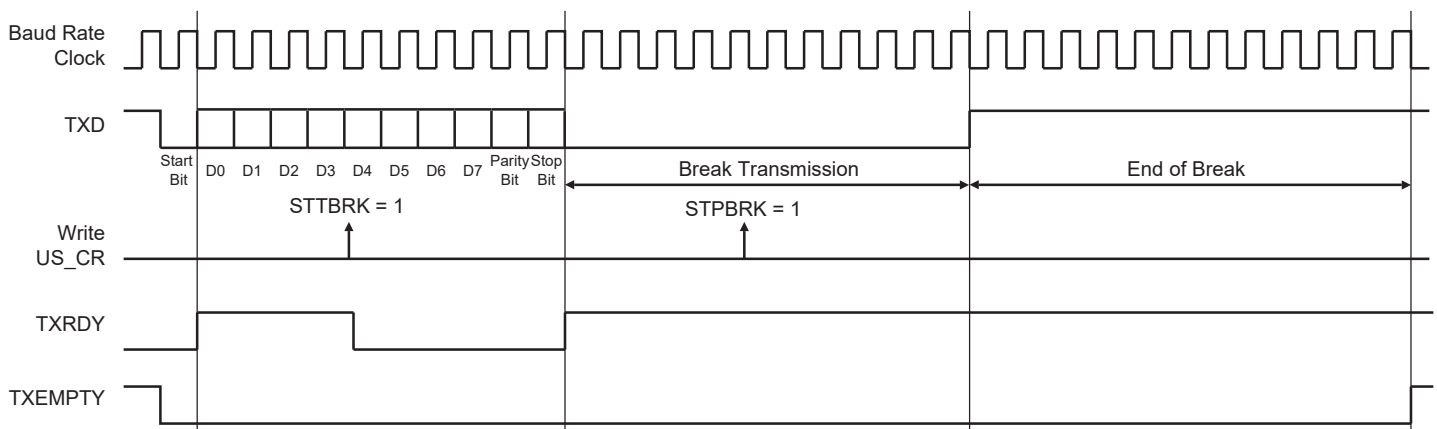 Baud Rate
Clock
TXD
Start
Bit
D0
D1
D2
D3
D4
D5
D6
D7
Parity
Bit
Stop
Bit
Break Transmission
End of Break
STTBRK = 1
STPBRK = 1
Write
US_CR
TXRDY
TXEMPTY